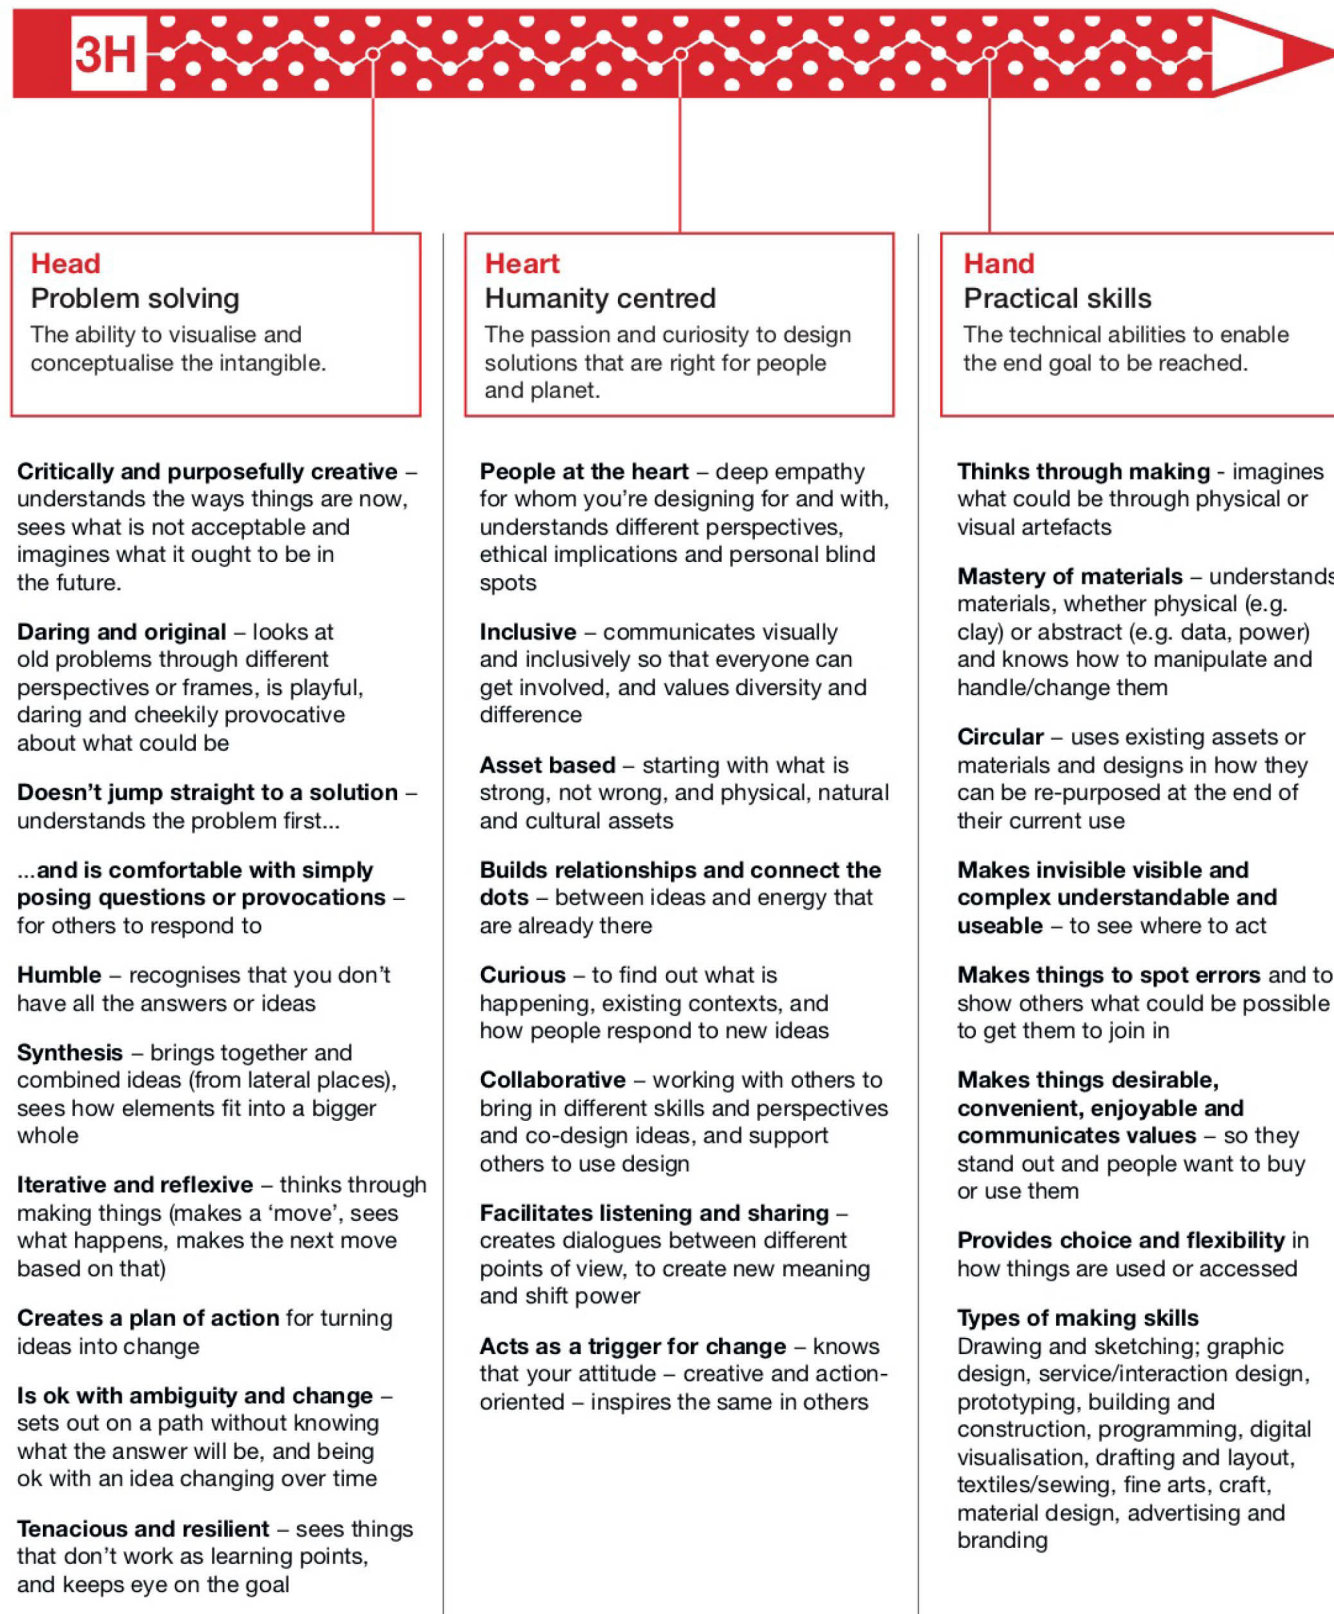 3H
Head
Problem solving
The ability to visualise and
conceptualise the intangible.
Critically and purposefully creative –
understands the ways things are now,
sees what is not acceptable and
imagines what it ought to be in
the future.
Daring and original – looks at
old problems through different
perspectives or frames, is playful,
daring and cheekily provocative
about what could be
Doesn’t jump straight to a solution –
understands the problem first...
...and is comfortable with simply
posing questions or provocations –
for others to respond to
Humble – recognises that you don’t
have all the answers or ideas
Synthesis – brings together and
combined ideas (from lateral places),
sees how elements fit into a bigger
whole
Iterative and reflexive – thinks through
making things (makes a ‘move’, sees
what happens, makes the next move
based on that)
Creates a plan of action for turning
ideas into change
Is ok with ambiguity and change –
sets out on a path without knowing
what the answer will be, and being
ok with an idea changing over time
Tenacious and resilient – sees things
that don’t work as learning points,
and keeps eye on the goal
Heart
Humanity centred
The passion and curiosity to design
solutions that are right for people
and planet.
People at the heart – deep empathy
for whom you’re designing for and with,
understands different perspectives,
ethical implications and personal blind
spots
Inclusive – communicates visually
and inclusively so that everyone can
get involved, and values diversity and
difference
Asset based – starting with what is
strong, not wrong, and physical, natural
and cultural assets
Builds relationships and connect the
dots – between ideas and energy that
are already there
Curious – to find out what is
happening, existing contexts, and
how people respond to new ideas
Collaborative – working with others to
bring in different skills and perspectives
and co-design ideas, and support
others to use design
Facilitates listening and sharing –
creates dialogues between different
points of view, to create new meaning
and shift power
Acts as a trigger for change – knows
that your attitude – creative and action-
oriented – inspires the same in others
Hand
Practical skills
The technical abilities to enable
the end goal to be reached.
Thinks through making - imagines
what could be through physical or
visual artefacts
Mastery of materials – understands
materials, whether physical (e.g.
clay) or abstract (e.g. data, power)
and knows how to manipulate and
handle/change them
Circular – uses existing assets or
materials and designs in how they
can be re-purposed at the end of
their current use
Makes invisible visible and
complex understandable and
useable – to see where to act
Makes things to spot errors and to
show others what could be possible
to get them to join in
Makes things desirable,
convenient, enjoyable and
communicates values – so they
stand out and people want to buy
or use them
Provides choice and flexibility in
how things are used or accessed
Types of making skills
Drawing and sketching; graphic
design, service/interaction design,
prototyping, building and
construction, programming, digital
visualisation, drafting and layout,
textiles/sewing, fine arts, craft,
material design, advertising and
branding